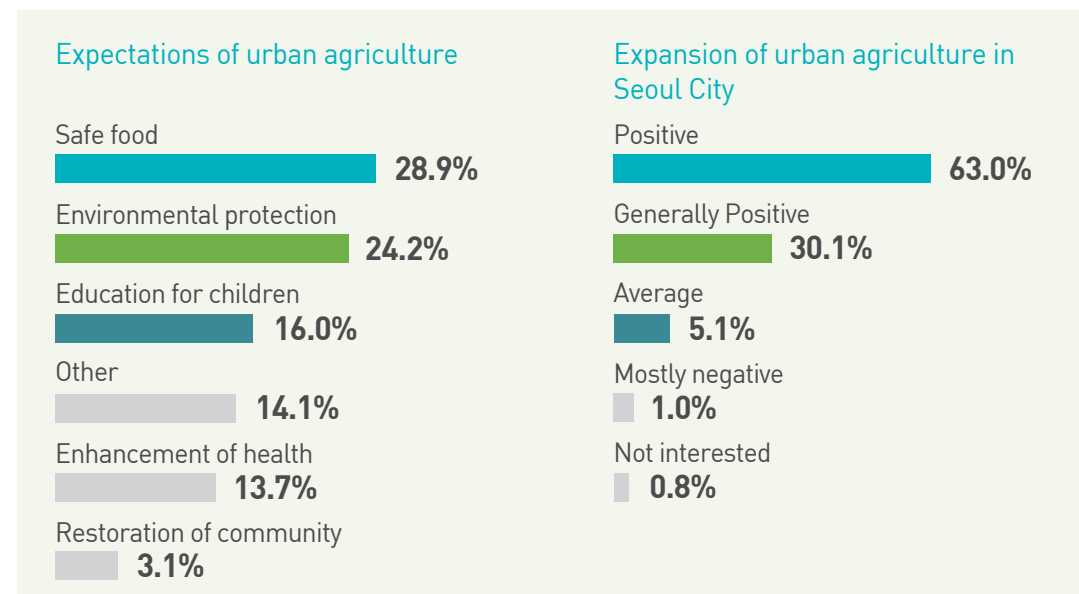 Expectations of urban agriculture
Safe food
28.9%
Environmental protection
24.2%
Education for children
16.0%
Other
14.1%
Enhancement of health
13.7%
Restoration of community
3.1%
Expansion of urban agriculture in
Seoul City
Positive
63.0%
Generally Positive
30.1%
Average
5.1%
Mostly negative
1.0%
Not interested
0.8%